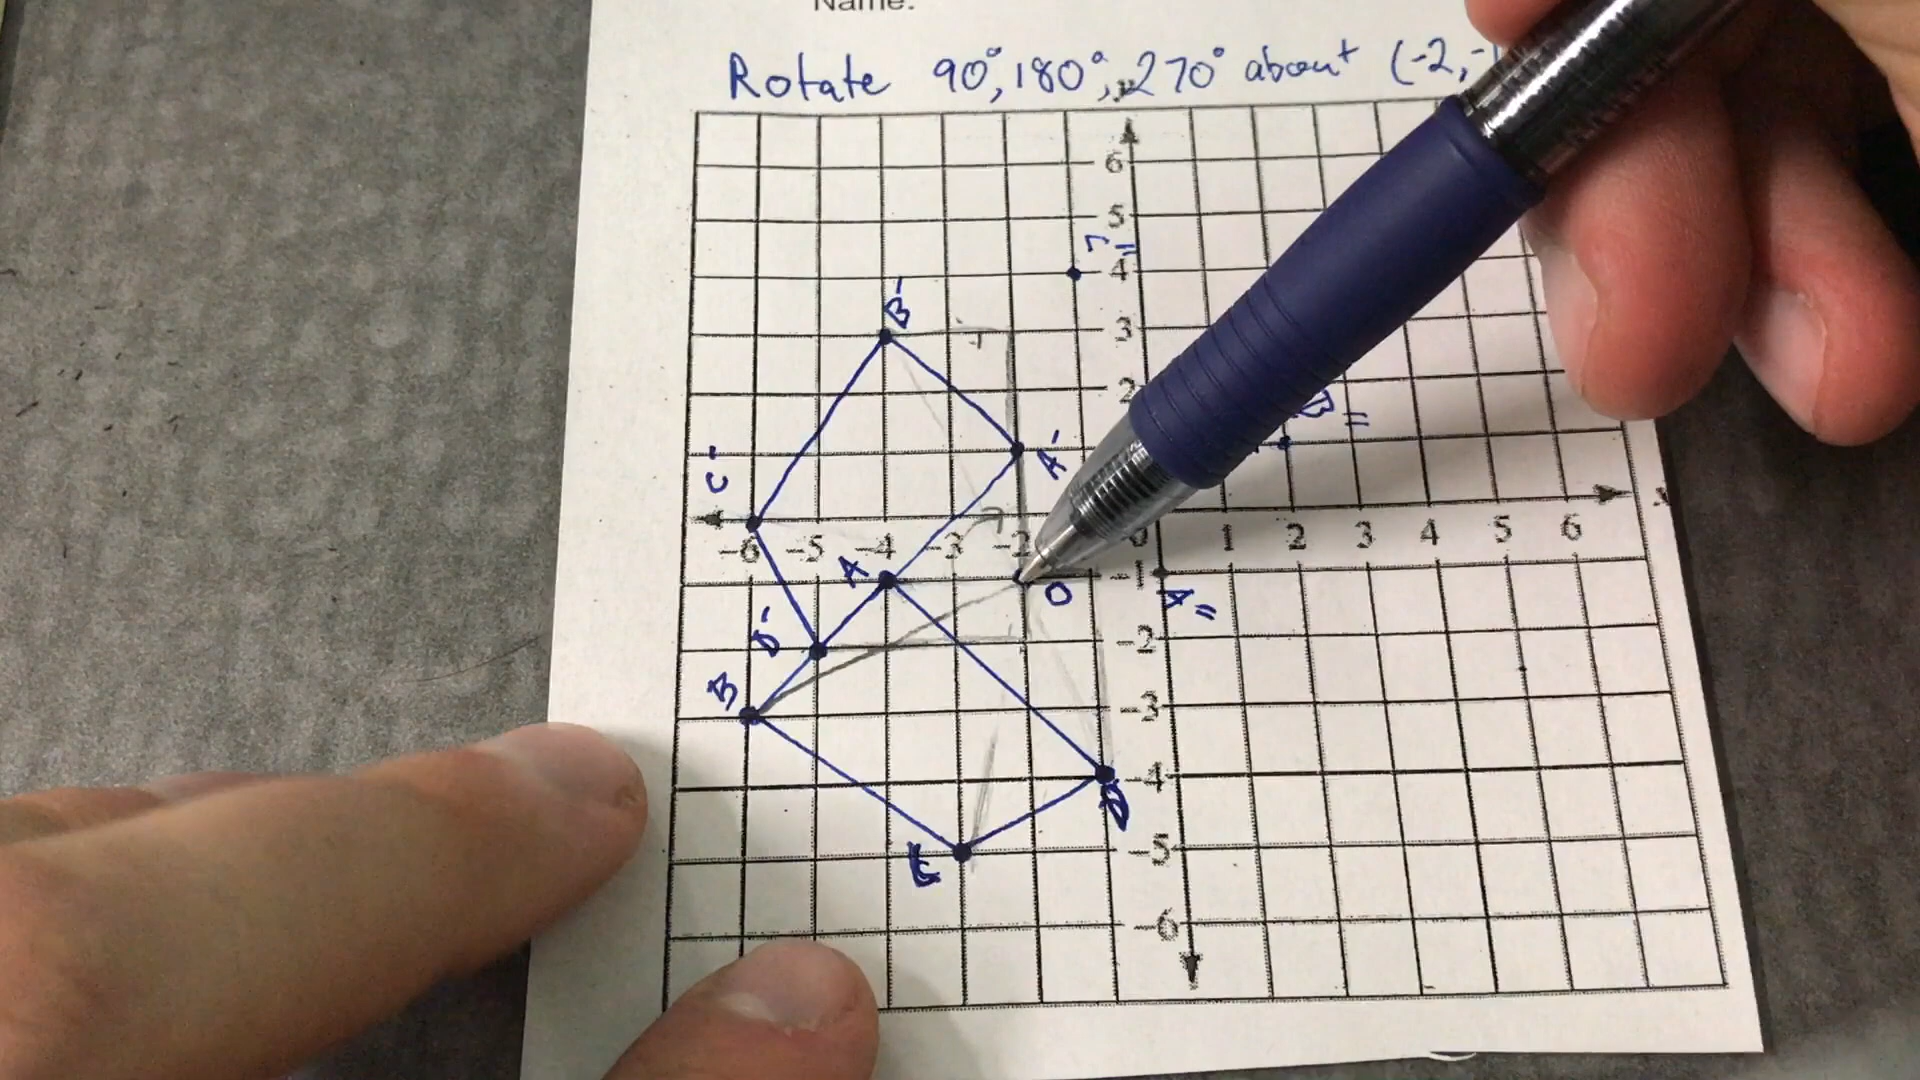 Name:
Rotate 90°, 180°, 270° about (-2,-1
y
6
5
4
B-
3
2
B=
A-
C-
x
-6 -5 -4 -3 -2 0 1 2 3 4 5 6
A
O
-1
A=
D-
-2
B
-3
-4
D
-5
-6